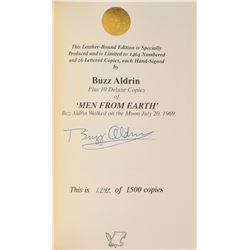 This Leather-Bound Edition is Specially
Produced and is Limited to 1,464 Numbered
and 26 Lettered Copies, each Hand-Signed
by
Buzz Aldrin
Plus 10 Deluxe Copies
of
'MEN FROM EARTH'
Buzz Aldrin Walked on the Moon July 20, 1969
Buzz Aldrin
This is of 1500 copies